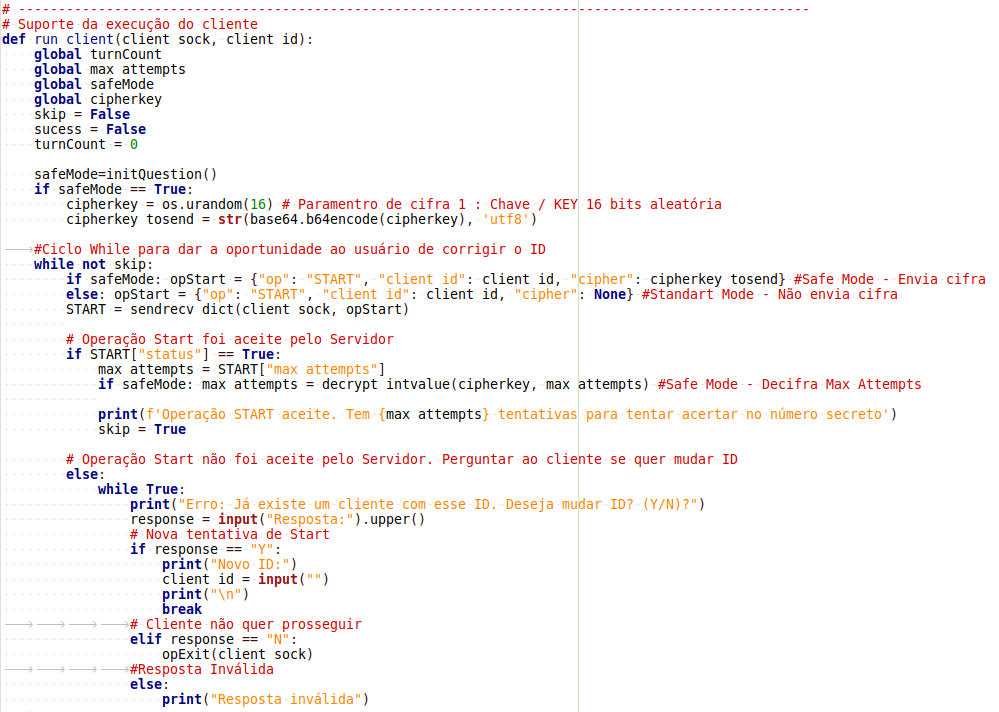 # ---------------------------------------------------------------------------------------------------
# Suporte da execução do cliente
def run client(client sock, client id):
    global turnCount
    global max attempts
    global safeMode
    global cipherkey
    skip = False
    sucess = False
    turnCount = 0
    safeMode=initQuestion()
    if safeMode == True:
        cipherkey = os.urandom(16) # Paramentro de cifra 1 : Chave / KEY 16 bits aleatória
        cipherkey tosend = str(base64.b64encode(cipherkey), 'utf8')
    #Ciclo While para dar a oportunidade ao usuário de corrigir o ID
    while not skip:
        if safeMode: opStart = {"op": "START", "client id": client id, "cipher": cipherkey tosend} #Safe Mode - Envia cifra
        else: opStart = {"op": "START", "client id": client id, "cipher": None} #Standart Mode - Não envia cifra
        START = sendrecv dict(client sock, opStart)
        # Operação Start foi aceite pelo Servidor
        if START["status"] == True:
            max attempts = START["max attempts"]
            if safeMode: max attempts = decrypt intvalue(cipherkey, max attempts) #Safe Mode - Decifra Max Attempts
            print(f'Operação START aceite. Tem {max attempts} tentativas para tentar acertar no número secreto')
            skip = True
        # Operação Start não foi aceite pelo Servidor. Perguntar ao cliente se quer mudar ID
        else:
            while True:
                print("Erro: Já existe um cliente com esse ID. Deseja mudar ID? (Y/N)?")
                response = input("Resposta:").upper()
                # Nova tentativa de Start
                if response == "Y":
                    print("Novo ID:")
                    client id = input("")
                    print("\n")
                    break
                # Cliente não quer prosseguir
                elif response == "N":
                    opExit(client sock)
                #Resposta Inválida
                else:
                    print("Resposta inválida")